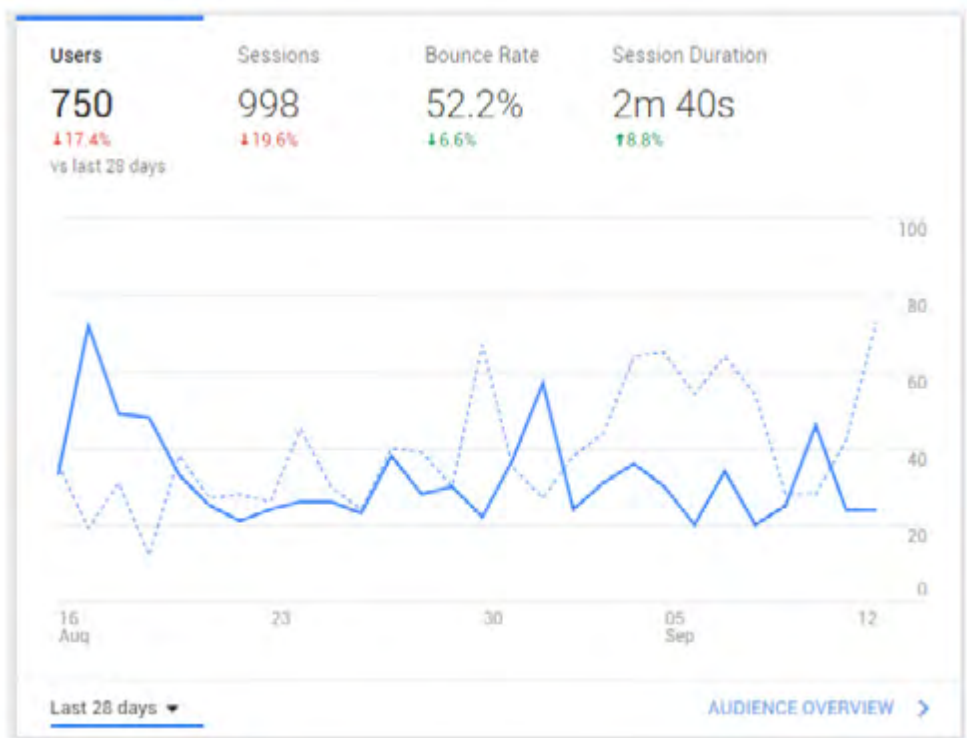 Users Sessions Bounce Rate Session Duration
750 998 52.2% 2m 40s
↓17.4% ↓19.6% ↓6.6% ↑8.8%
vs last 28 days
100
80
60
40
20
0
16 23 30 05 12
Aug Sep
Last 28 days AUDIENCE OVERVIEW